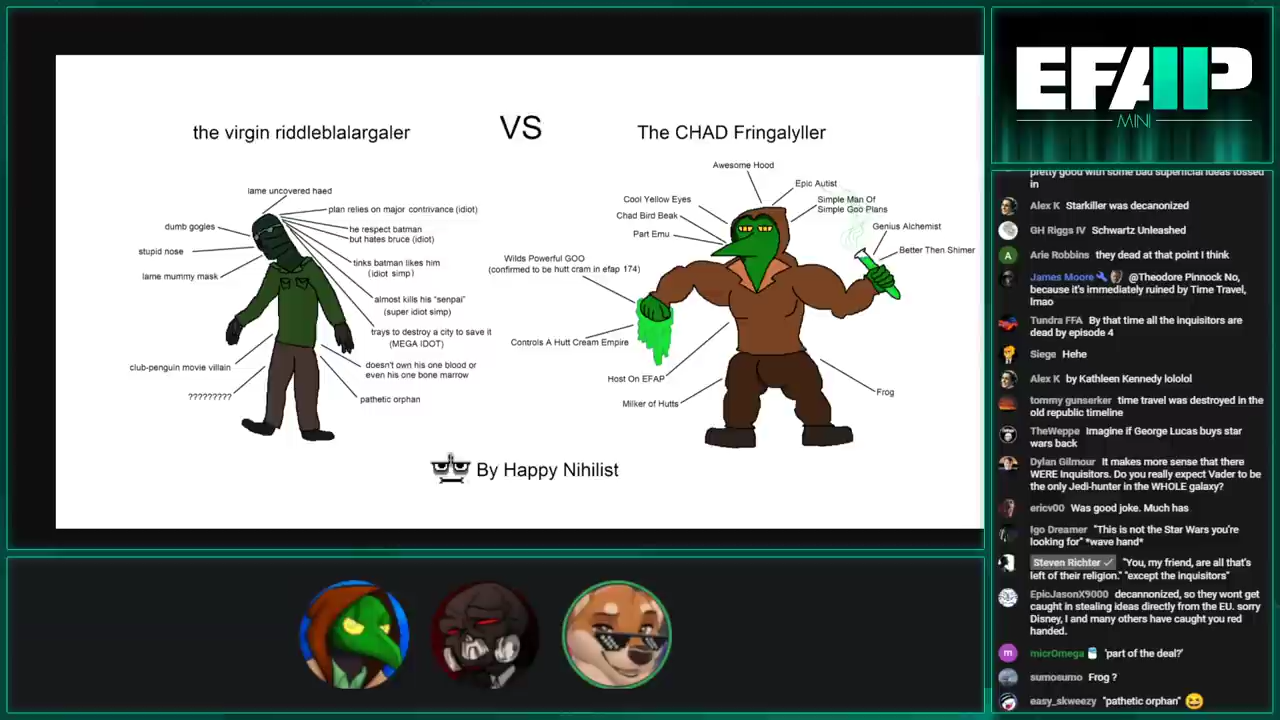 the virgin riddleblalargaler
VS
The CHAD Fringalyller
lame uncovered haed
plan relies on major contrivance (idiot)
dumb gogles
he respect batman
but hates bruce (idiot)
stupid nose
tinks batman likes him
(idiot simp)
lame mummy mask
almost kills his "senpai"
(super idiot simp)
trays to destroy a city to save it
(MEGA IDOT)
club-penguin movie villain
doesn't own his one blood or
even his one bone marrow
?????????
pathetic orphan
Awesome Hood
Epic Autist
Cool Yellow Eyes
Simple Man Of
Simple Goo Plans
Chad Bird Beak
Part Emu
Genius Alchemist
Better Then Shimer
Wilds Powerful GOO
(confirmed to be hutt cram in efap 174)
Controls A Hutt Cream Empire
Host On EFAP
Milker of Hutts
Frog
By Happy Nihilist
EFAP
MINI
pretty good with some bad superficial ideas tossed
in
Alex K Starkiller was decanonized
GH Riggs IV Schwartz Unleashed
Arie Robbins they dead at that point I think
James Moore @Theodore Pinnock No,
because it's immediately ruined by Time Travel,
lmao
Tundra FFA By that time all the inquisitors are
dead by episode 4
Siege Hehe
Alex K by Kathleen Kennedy lololol
tommy gunserker time travel was destroyed in the
old republic timeline
TheWeppe Imagine if George Lucas buys star
wars back
Dylan Gilmour It makes more sense that there
WERE Inquisitors. Do you really expect Vader to be
the only Jedi-hunter in the WHOLE galaxy?
ericv00 Was good joke. Much has
Igo Dreamer "This is not the Star Wars you're
looking for" *wave hand*
Steven Richter "You, my friend, are all that's
left of their religion." "except the inquisitors"
EpicJasonX9000 decannonized, so they wont get
caught in stealing ideas directly from the EU. sorry
Disney, I and many others have caught you red
handed.
micrOmega 'part of the deal?'
sumosumo Frog ?
easy_skweezy "pathetic orphan"